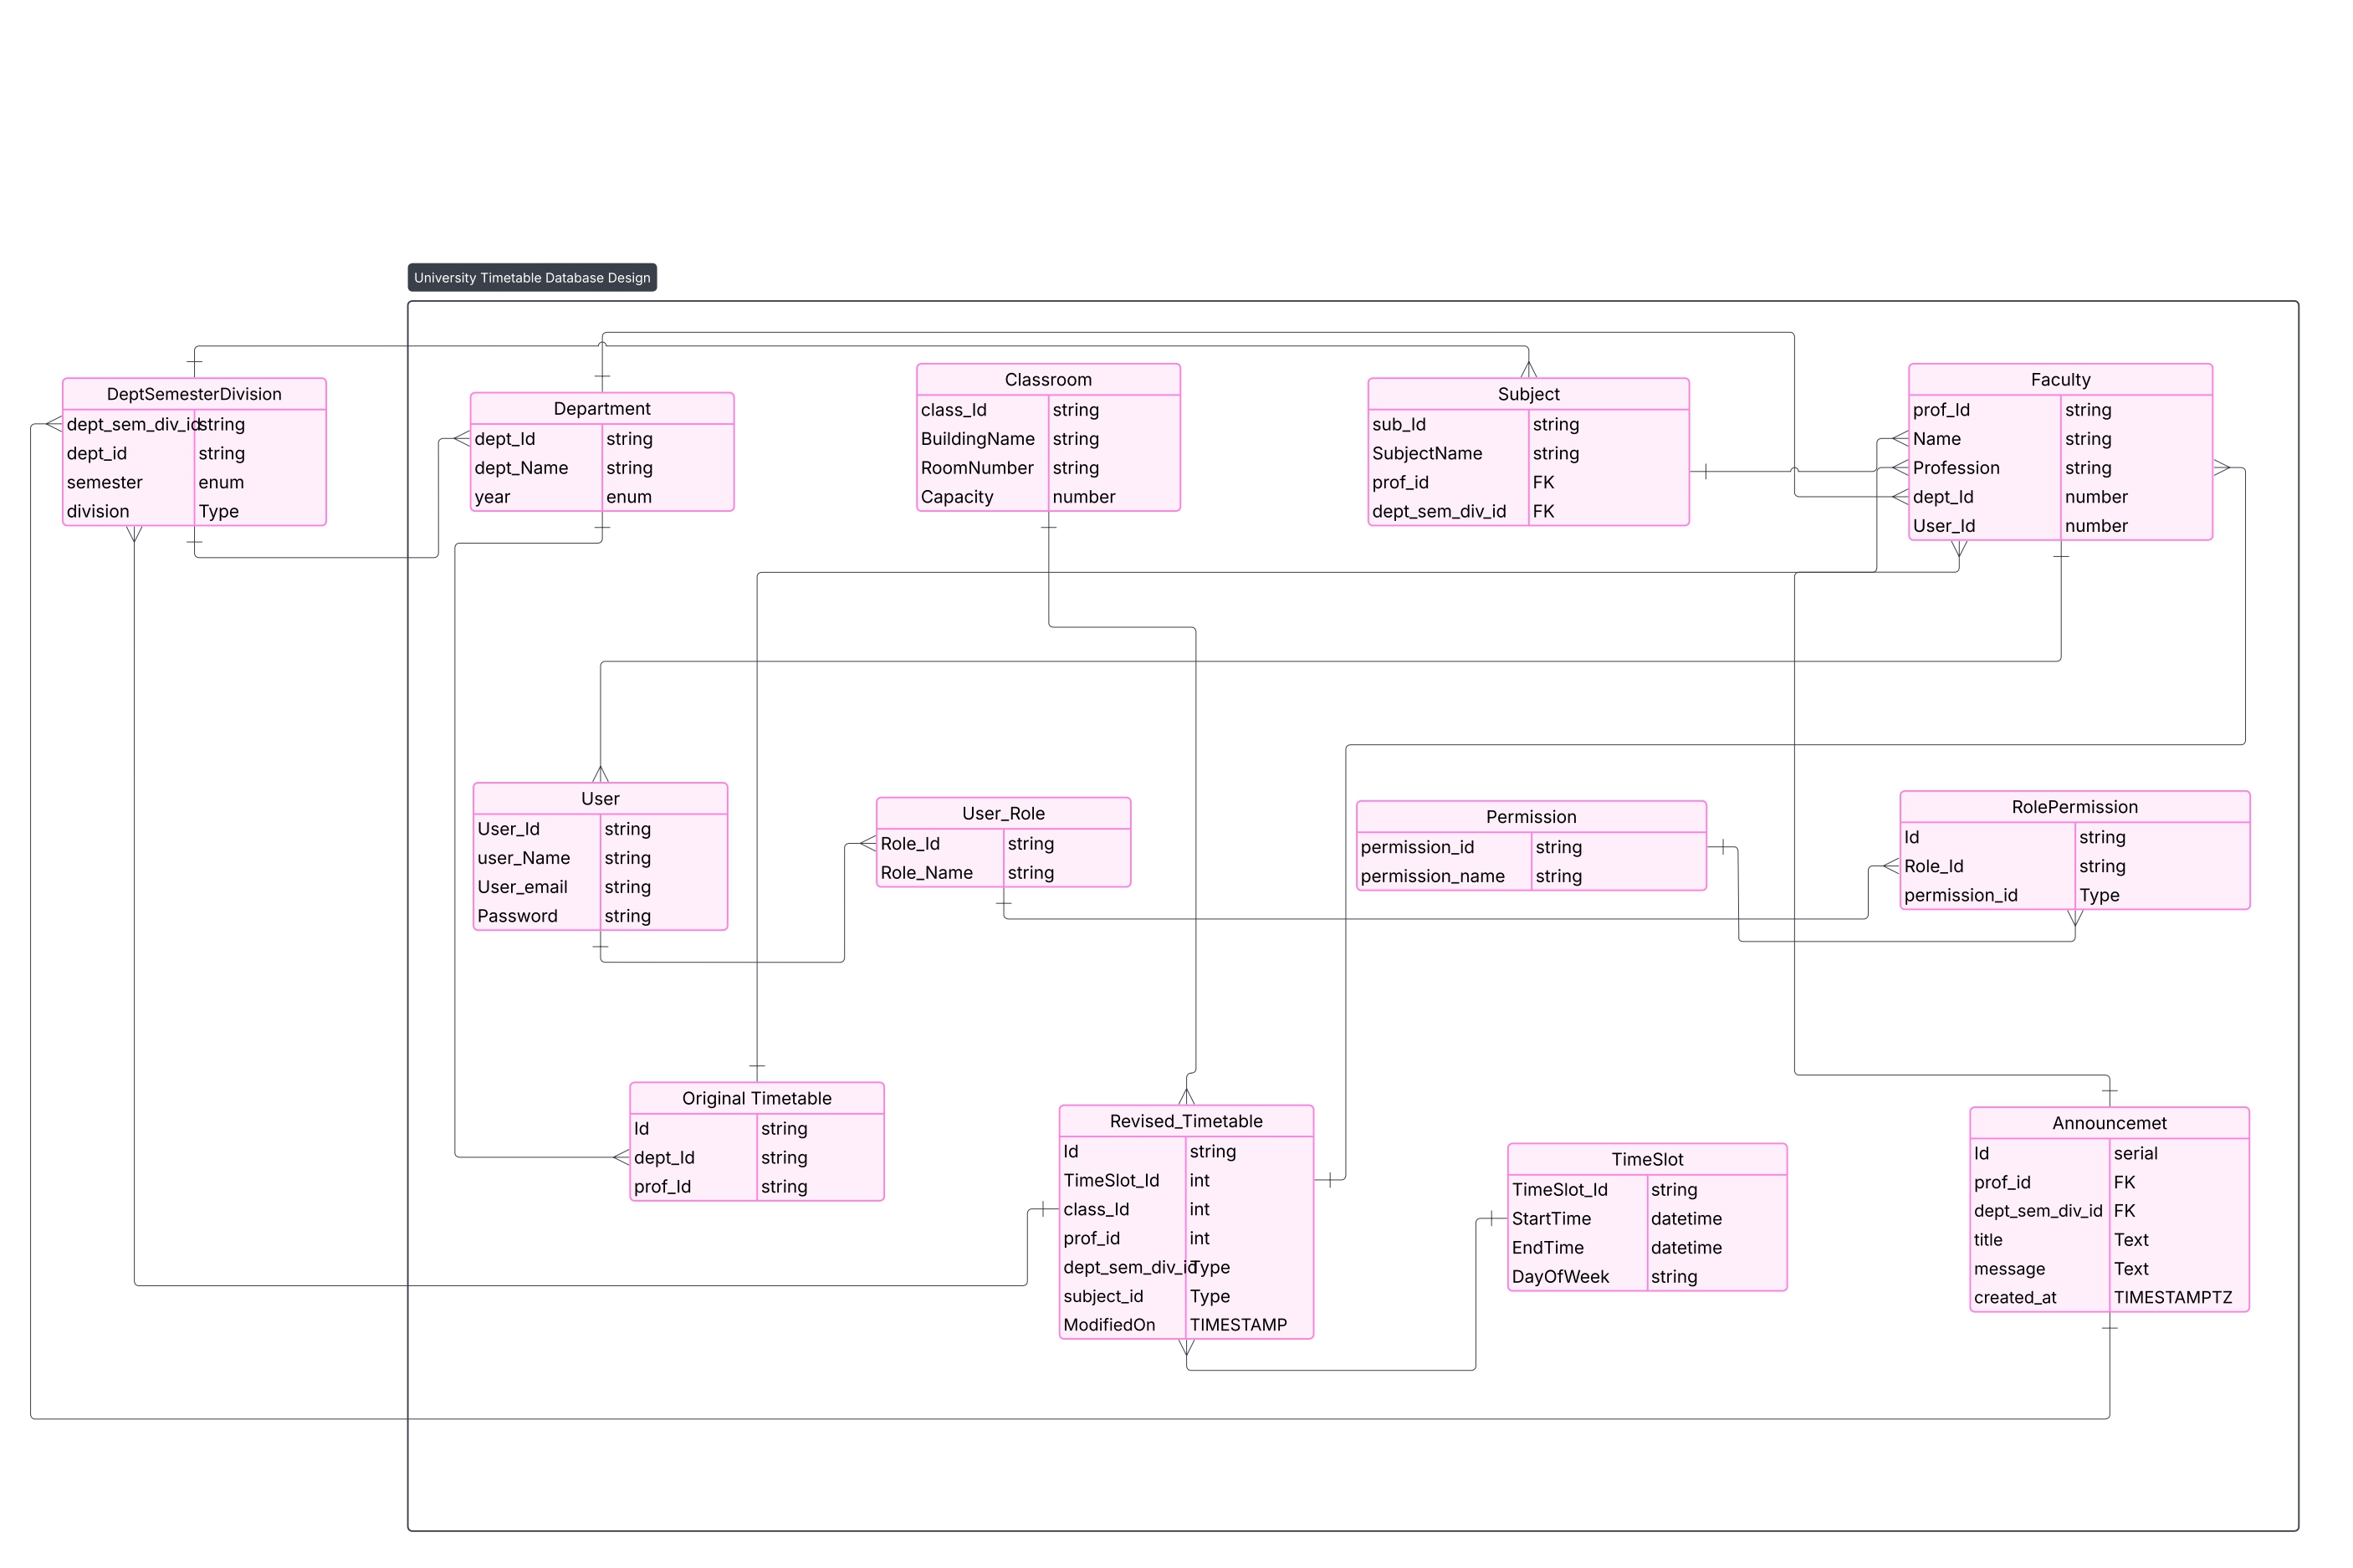 University Timetable Database Design
DeptSemesterDivision
dept_sem_div_id string
dept_id string
semester enum
division Type
Department
dept_Id string
dept_Name string
year enum
Classroom
class_Id string
BuildingName string
RoomNumber string
Capacity number
Subject
sub_Id string
SubjectName string
prof_id FK
dept_sem_div_id FK
Faculty
prof_Id string
Name string
Profession string
dept_Id number
User_Id number
User
User_Id string
user_Name string
User_email string
Password string
User_Role
Role_Id string
Role_Name string
Permission
permission_id string
permission_name string
RolePermission
Id string
Role_Id string
permission_id Type
Original Timetable
Id string
dept_Id string
prof_Id string
Revised_Timetable
Id string
TimeSlot_Id int
class_Id int
prof_id int
dept_sem_div_id Type
subject_id Type
ModifiedOn TIMESTAMP
TimeSlot
TimeSlot_Id string
StartTime datetime
EndTime datetime
DayOfWeek string
Announcemet
Id serial
prof_id FK
dept_sem_div_id FK
title Text
message Text
created_at TIMESTAMPTZ